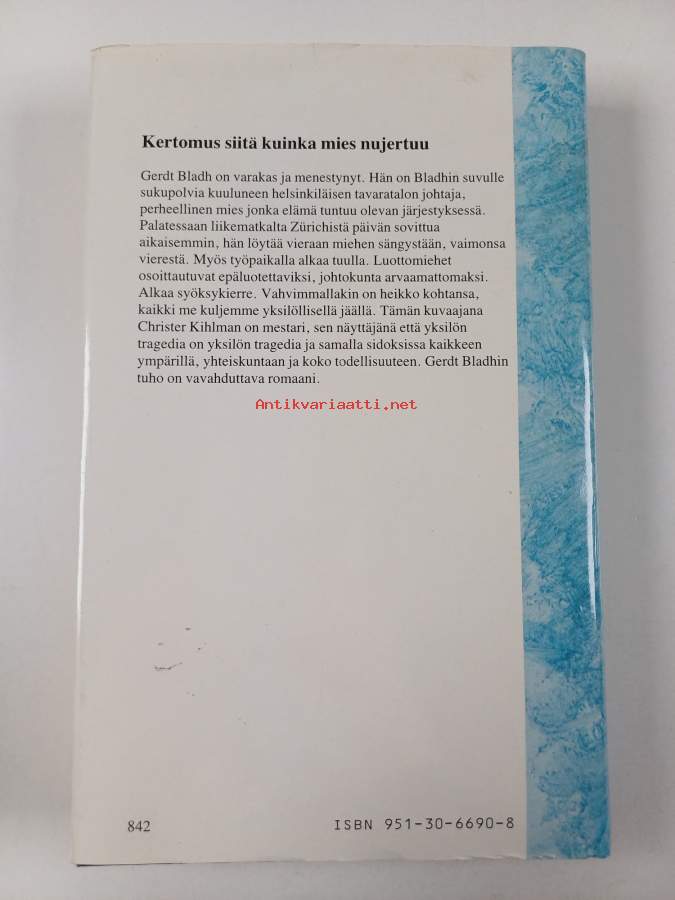 Kertomus siitä kuinka mies nujertuu
Gerdt Bladh on varakas ja menestynyt. Hän on Bladhin suvulle
sukupolvia kuuluneen helsinkiläisen tavaratalon johtaja,
perheellinen mies jonka elämä tuntuu olevan järjestyksessä.
Palatessaan liikematkalta Zürichistä päivän sovittua
aikaisemmin, hän löytää vieraan miehen sängystään, vaimonsa
vierestä. Myös työpaikalla alkaa tuulla. Luottomiehet
osoittautuvat epäluotettaviksi, johtokunta arvaamattomaksi.
Alkaa syöksykierre. Vahvimmallakin on heikko kohtansa,
kaikki me kuljemme yksilöllisellä jäällä. Tämän kuvaajana
Christer Kihlman on mestari, sen näyttäjänä että yksilön
tragedia on yksilön tragedia ja samalla sidoksissa kaikkeen
ympärillä, yhteiskuntaan ja koko todellisuuteen. Gerdt Bladhin
tuho on vavahduttava romaani.
Antikvariaatti.net
842
ISBN 951-30-6690-8